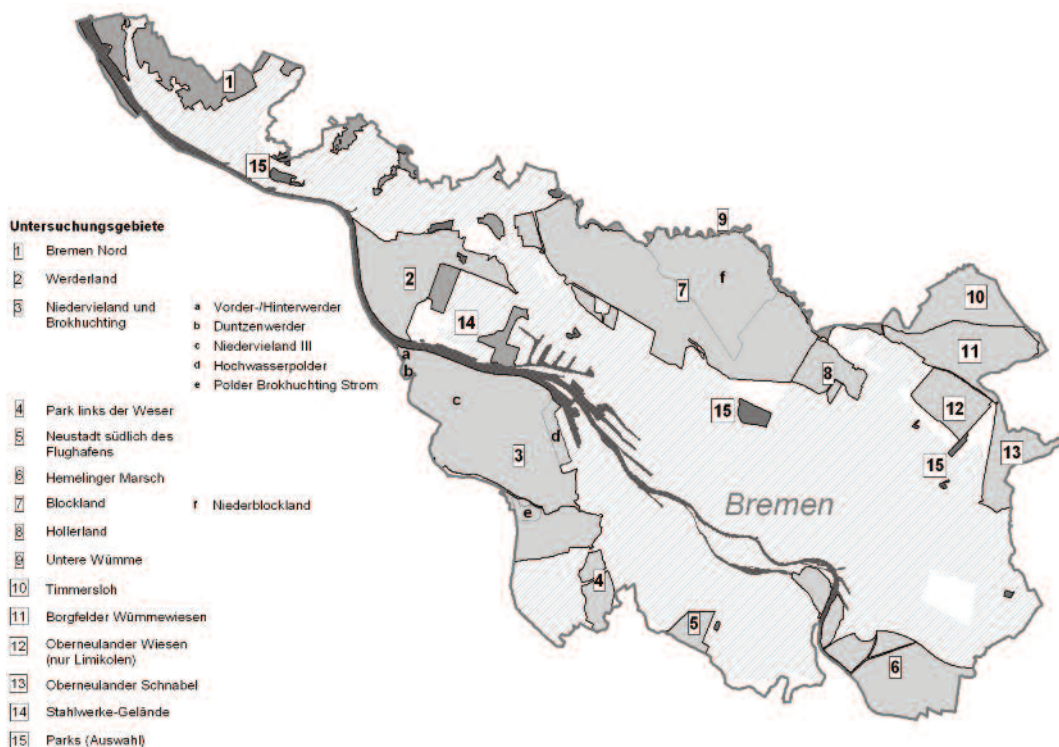 Untersuchungsgebiete
1 Bremen Nord
2 Werderland
3 Niedervieland und
Brokhuchting
a Vorder-/Hinterwerder
b Duntzenwerder
c Niedervieland III
d Hochwasserpolder
e Polder Brokhuchting Strom
4 Park links der Weser
5 Neustadt südlich des
Flughafens
6 Hemelinger Marsch
7 Blockland
f Niederblockland
8 Hollerland
9 Untere Wümme
10 Timmersloh
11 Borgfelder Wümmewiesen
12 Oberneulander Wiesen
(nur Limikolen)
13 Oberneulander Schnabel
14 Stahlwerke-Gelände
15 Parks (Auswahl)
1
15
9
2
7
f
10
14
11
a
b
8
c
15
12
d
3
15
13
e
Bremen
4
5
6